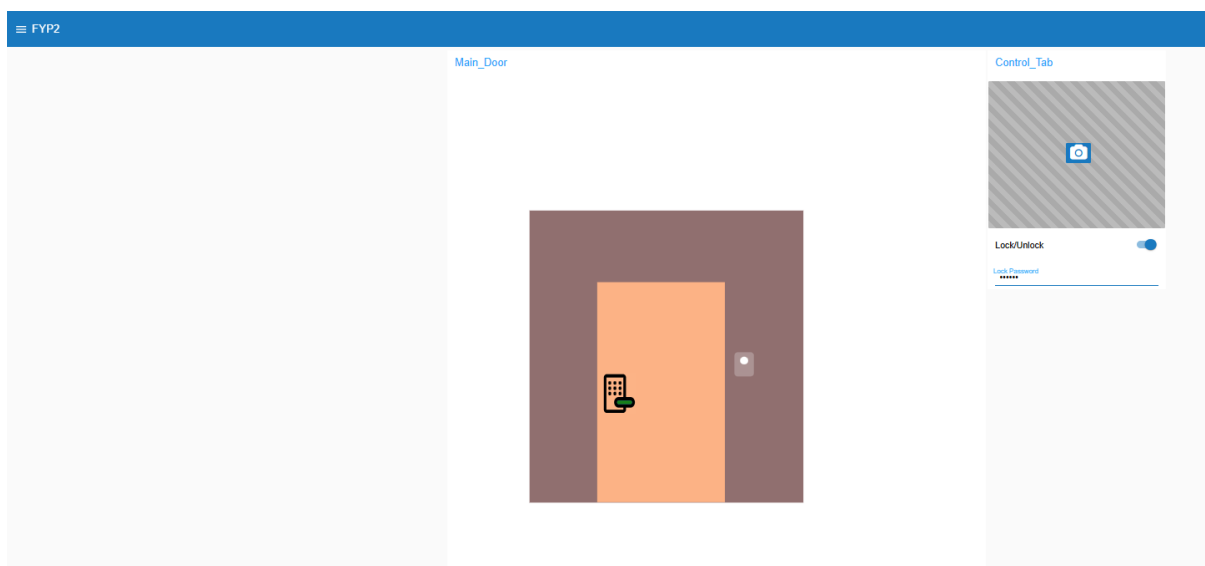 FYP2
Main_Door
Control_Tab
Lock/Unlock
Lock Password
••••••